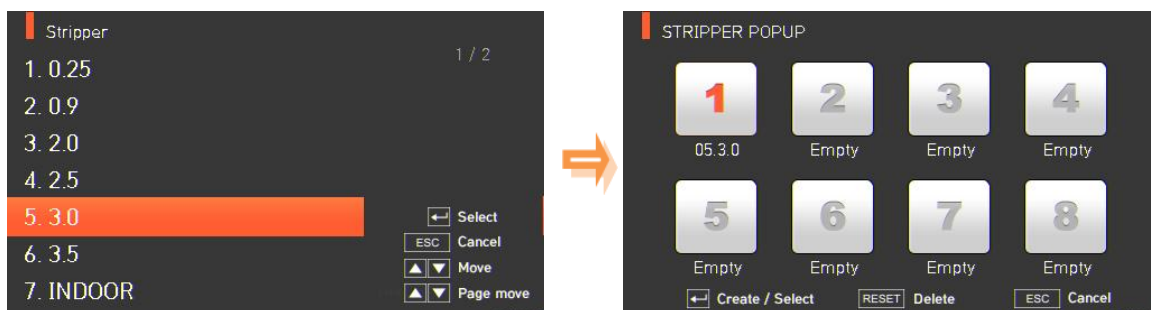 Stripper
1 / 2
1. 0.25
2. 0.9
3. 2.0
4. 2.5
5. 3.0
6. 3.5
7. INDOOR
Select
ESC Cancel
Move
Page move
STRIPPER POPUP
1 2 3 4
05.3.0 Empty Empty Empty
5 6 7 8
Empty Empty Empty Empty
Create / Select RESET Delete ESC Cancel